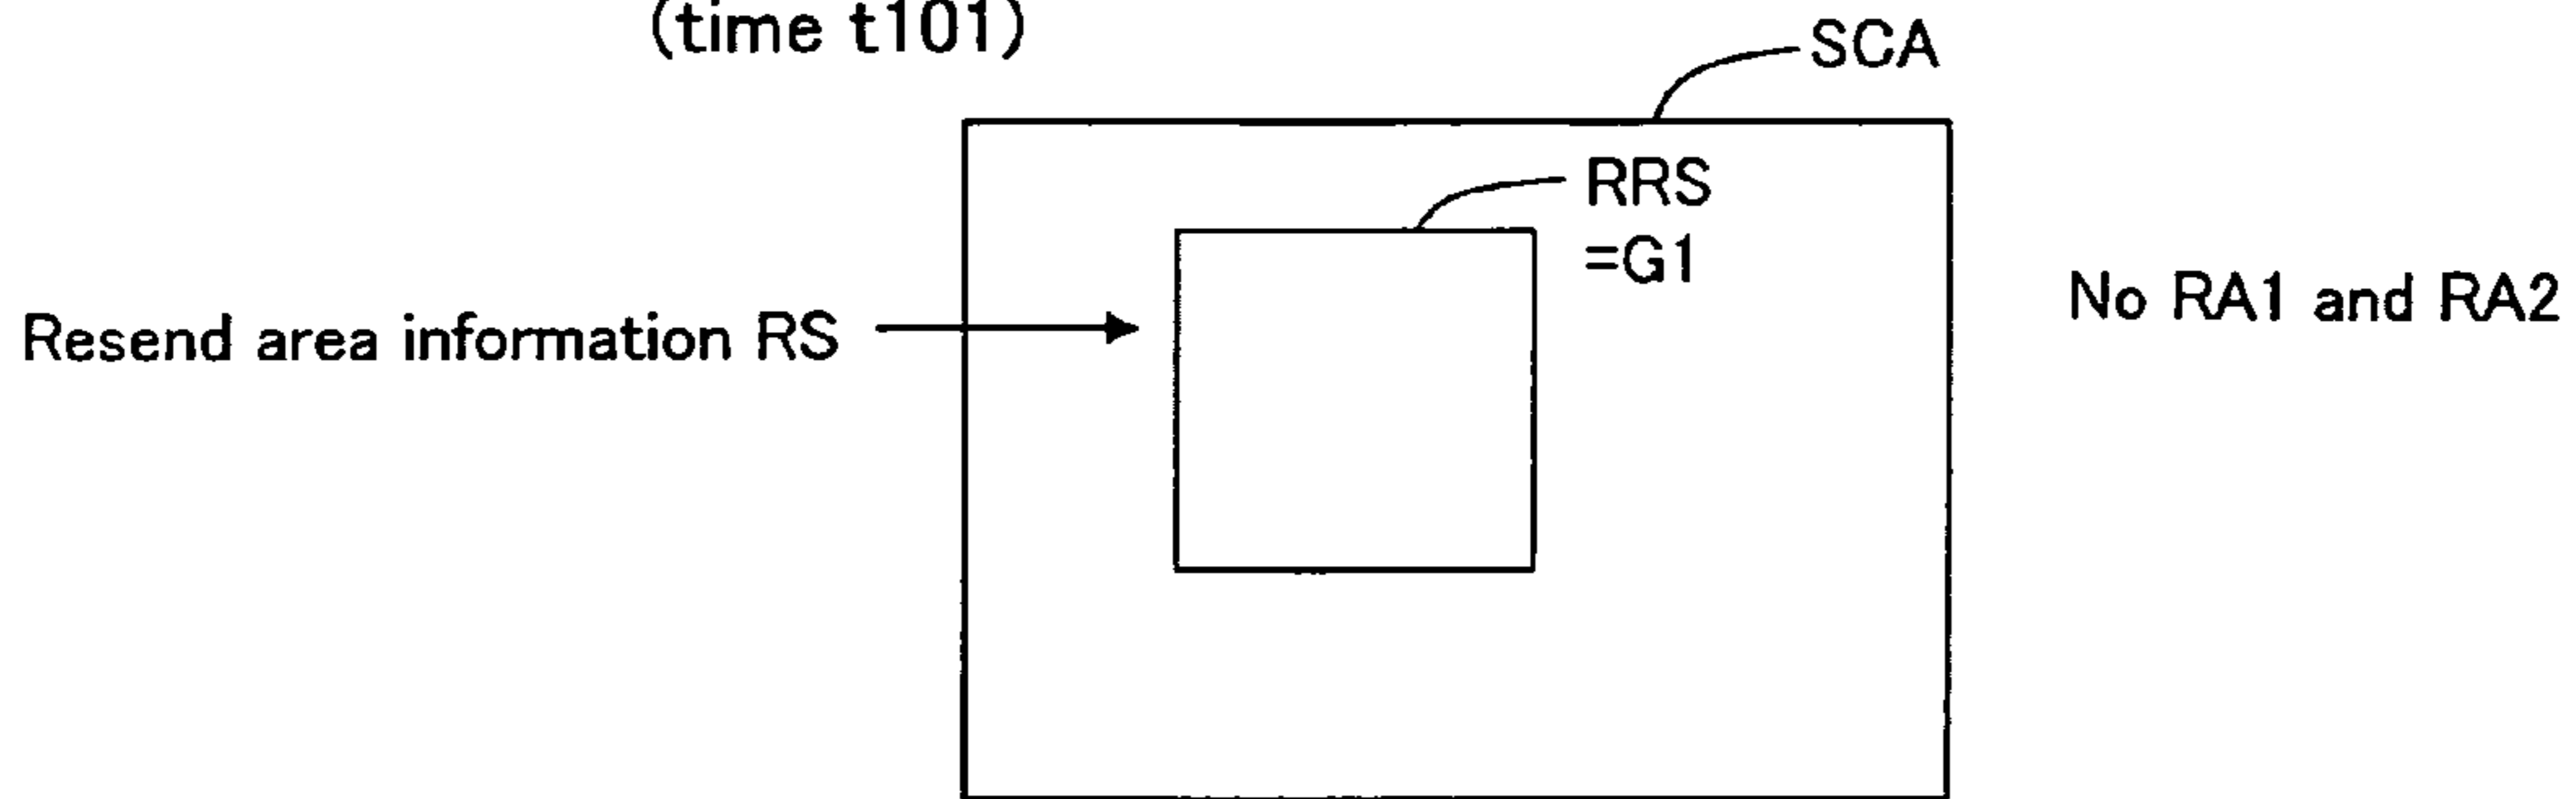 (time t101)
SCA
RRS
=G1
Resend area information RS
No RA1 and RA2